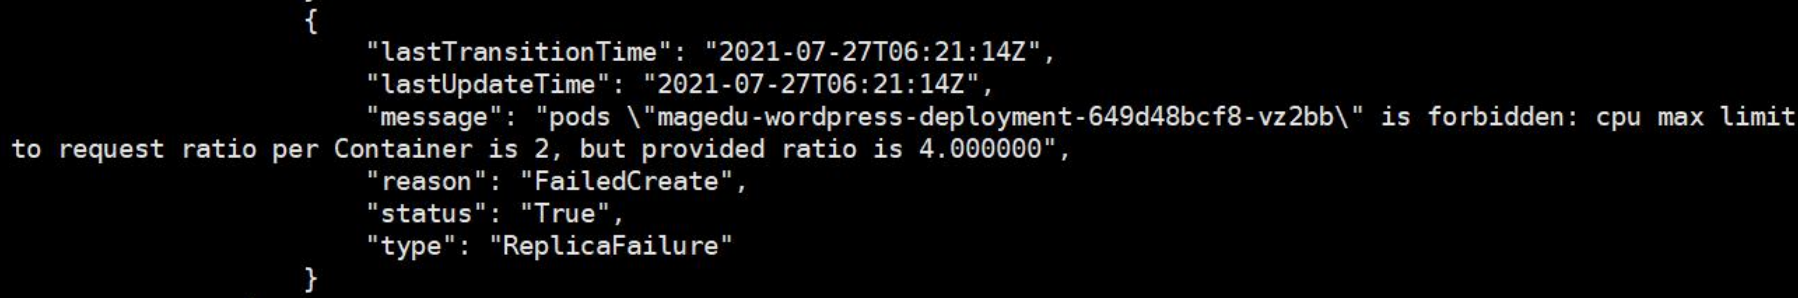 {
"lastTransitionTime": "2021-07-27T06:21:14Z",
"lastUpdateTime": "2021-07-27T06:21:14Z",
"message": "pods \"magedu-wordpress-deployment-649d48bcf8-vz2bb\" is forbidden: cpu max limit
to request ratio per Container is 2, but provided ratio is 4.000000",
"reason": "FailedCreate",
"status": "True",
"type": "ReplicaFailure"
}